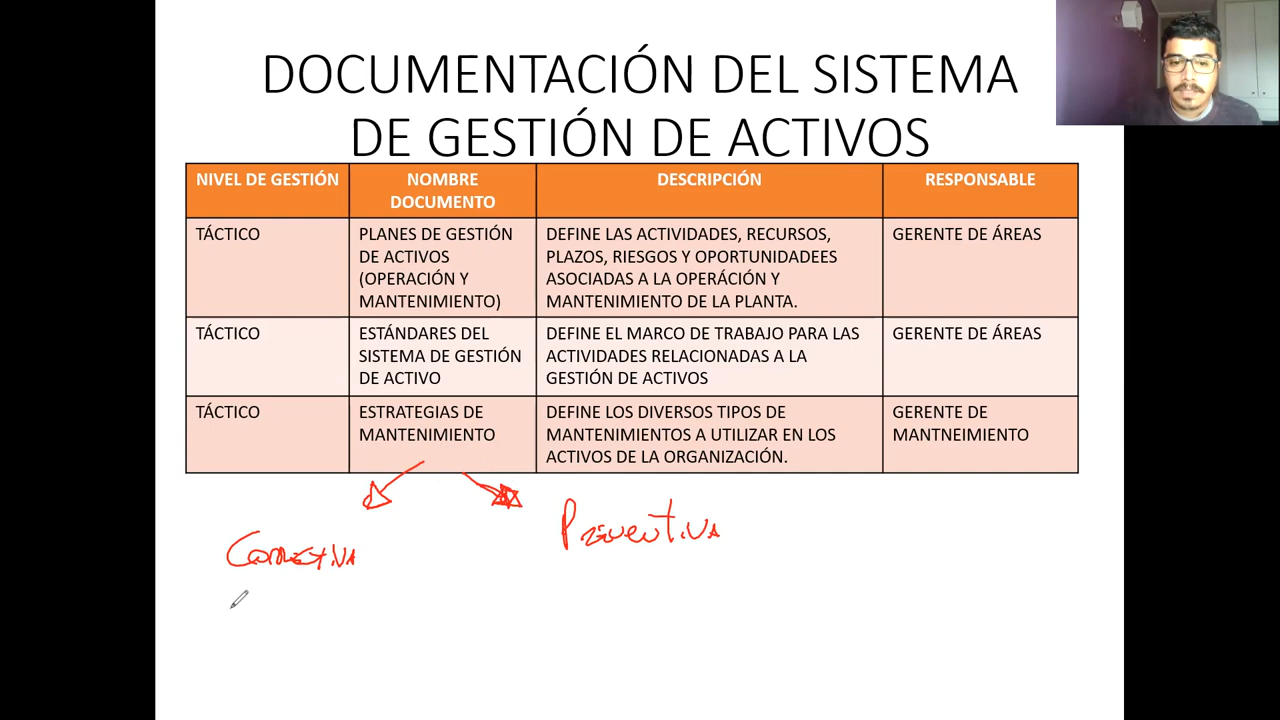 DOCUMENTACIÓN DEL SISTEMA
DE GESTIÓN DE ACTIVOS
NIVEL DE GESTIÓN
NOMBRE
DOCUMENTO
DESCRIPCIÓN
RESPONSABLE
TÁCTICO
PLANES DE GESTIÓN
DE ACTIVOS
(OPERACIÓN Y
MANTENIMIENTO)
DEFINE LAS ACTIVIDADES, RECURSOS,
PLAZOS, RIESGOS Y OPORTUNIDADEES
ASOCIADAS A LA OPERÁCIÓN Y
MANTENIMIENTO DE LA PLANTA.
GERENTE DE ÁREAS
TÁCTICO
ESTÁNDARES DEL
SISTEMA DE GESTIÓN
DE ACTIVO
DEFINE EL MARCO DE TRABAJO PARA LAS
ACTIVIDADES RELACIONADAS A LA
GESTIÓN DE ACTIVOS
GERENTE DE ÁREAS
TÁCTICO
ESTRATEGIAS DE
MANTENIMIENTO
DEFINE LOS DIVERSOS TIPOS DE
MANTENIMIENTOS A UTILIZAR EN LOS
ACTIVOS DE LA ORGANIZACIÓN.
GERENTE DE
MANTNEIMIENTO
Preventiva
Correctiva